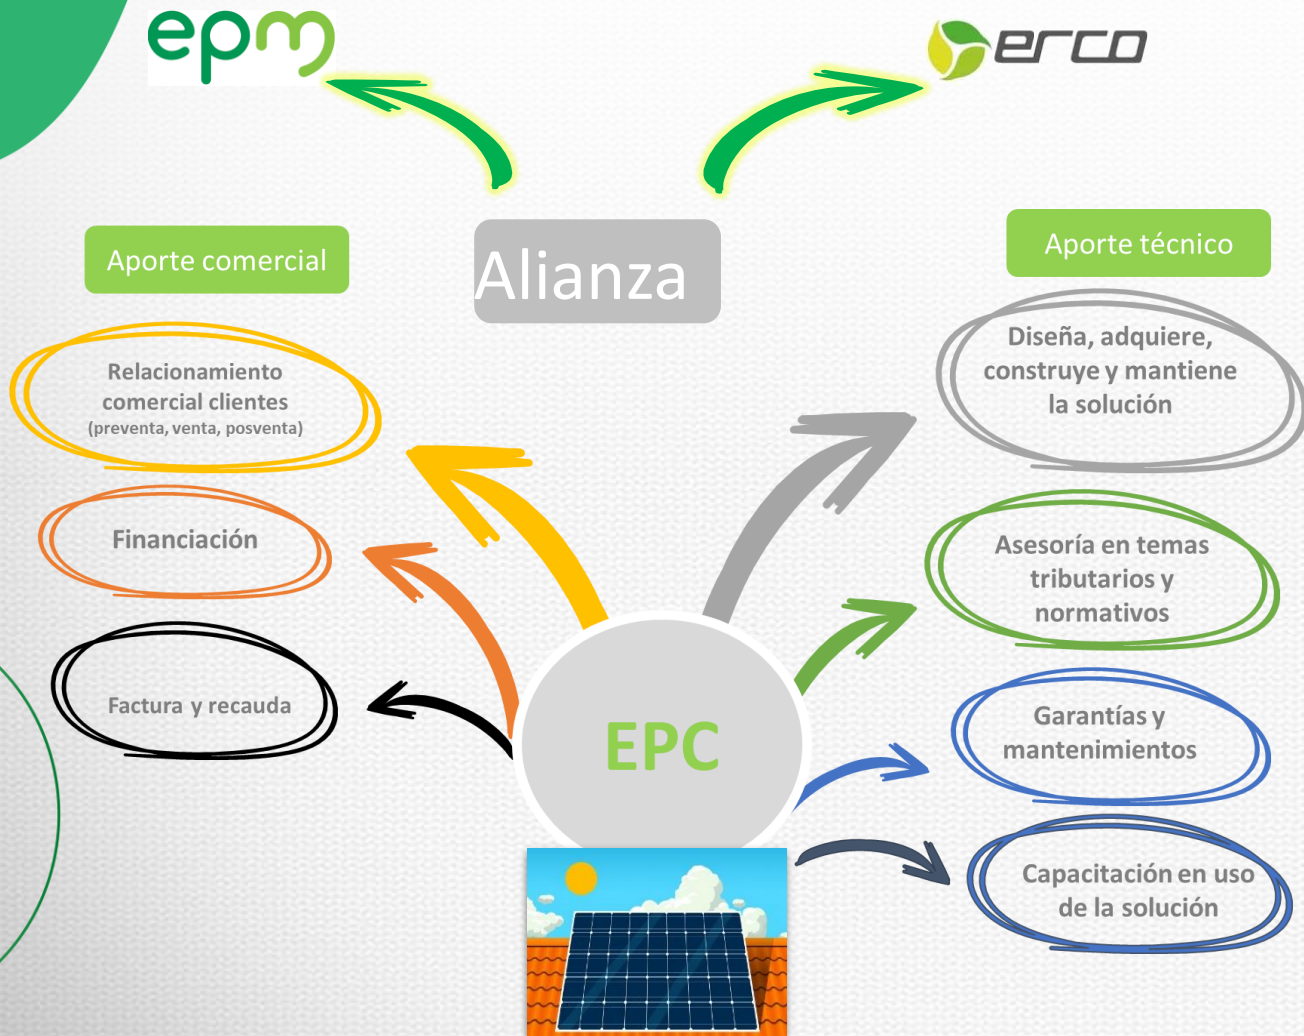 epm
erco
Alianza
Aporte comercial
Relacionamiento
comercial clientes
(preventa, venta, posventa)
Financiación
Factura y recauda
Aporte técnico
Diseña, adquiere,
construye y mantiene
la solución
Asesoría en temas
tributarios y
normativos
Garantías y
mantenimientos
Capacitación en uso
de la solución
EPC